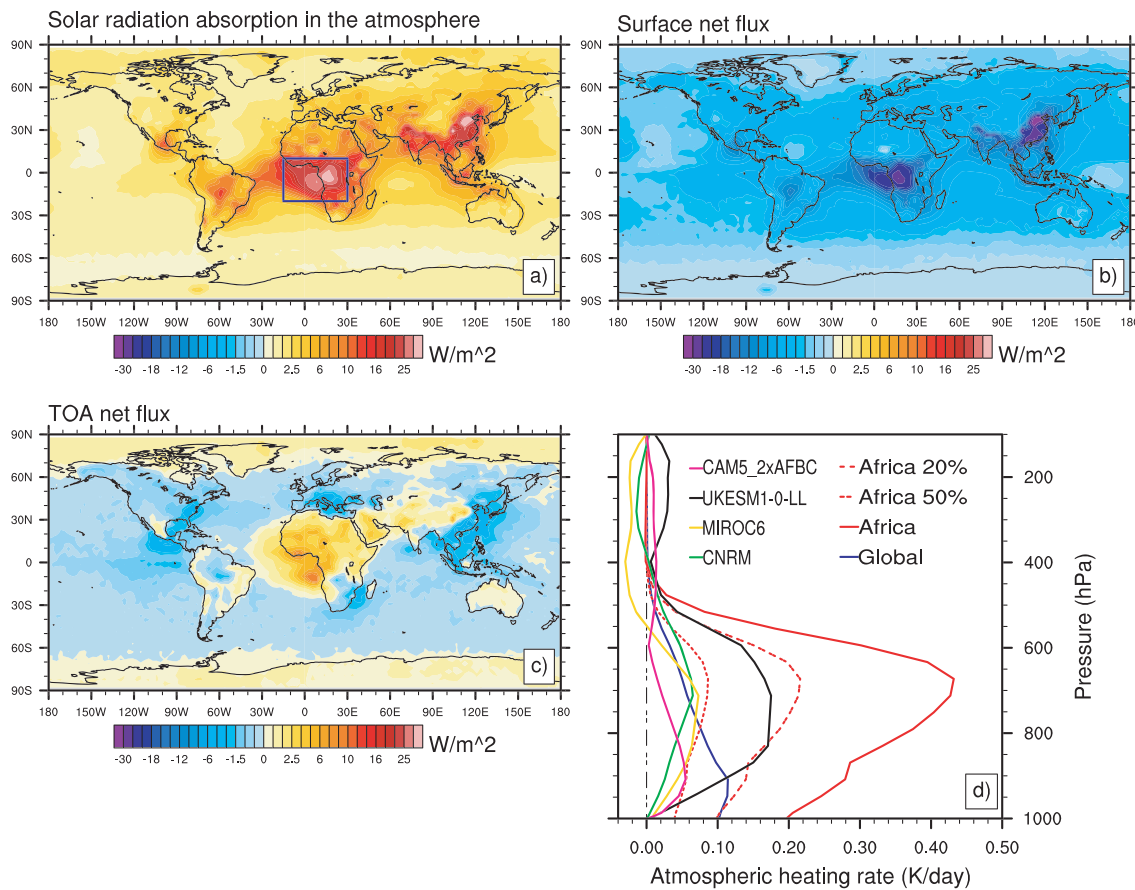 Solar radiation absorption in the atmosphere
90N
60N
30N
0
30S
60S
90S
180 150W 120W 90W 60W 30W 0 30E 60E 90E 120E 150E 180
a)
-30 -18 -12 -6 -1.5 0 2.5 6 10 16 25
W/m^2
Surface net flux
90N
60N
30N
0
30S
60S
90S
180 150W 120W 90W 60W 30W 0 30E 60E 90E 120E 150E 180
b)
-30 -18 -12 -6 -1.5 0 2.5 6 10 16 25
W/m^2
TOA net flux
90N
60N
30N
0
30S
60S
90S
180 150W 120W 90W 60W 30W 0 30E 60E 90E 120E 150E 180
c)
-30 -18 -12 -6 -1.5 0 2.5 6 10 16 25
W/m^2
CAM5_2xAFBC
UKESM1-0-LL
MIROC6
CNRM
Africa 20%
Africa 50%
Africa
Global
200
400
600
800
1000
Pressure (hPa)
d)
0.00 0.10 0.20 0.30 0.40 0.50
Atmospheric heating rate (K/day)